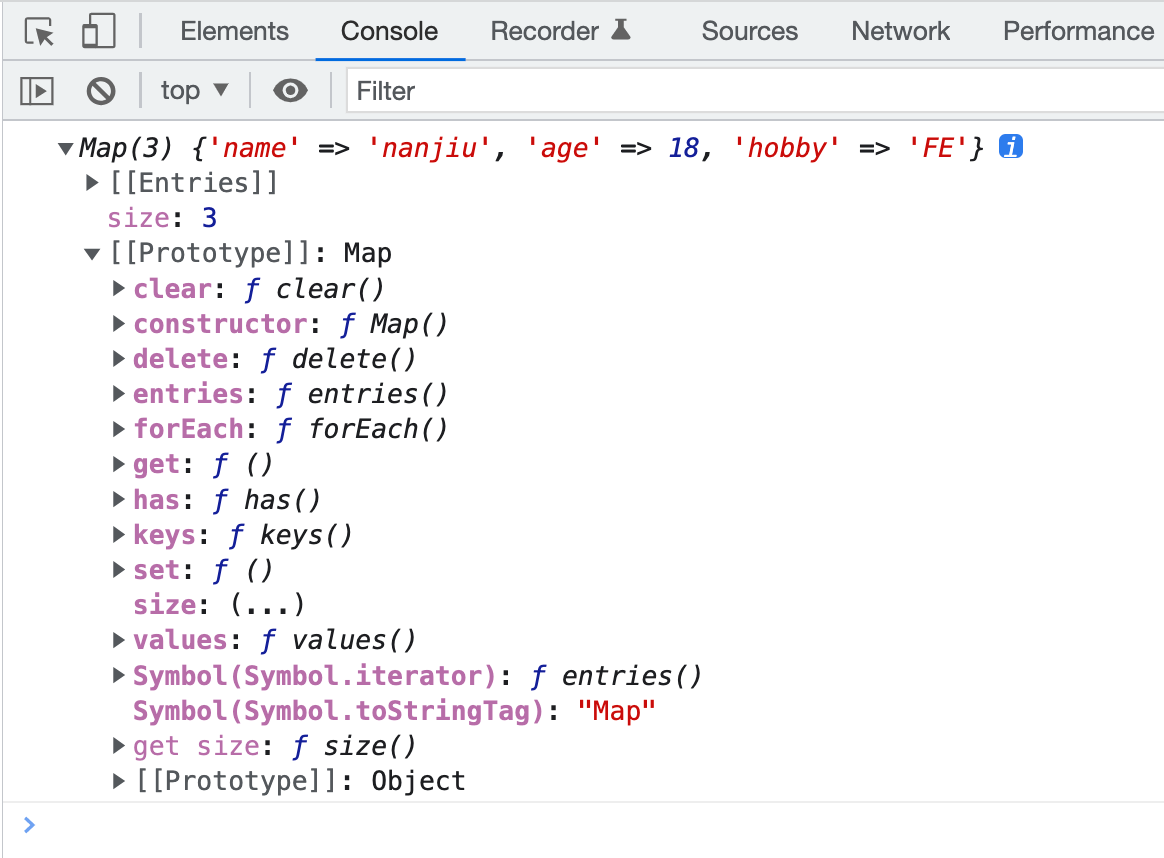 Elements Console Recorder Sources Network Performance
top Filter
Map(3) {'name' => 'nanjiu', 'age' => 18, 'hobby' => 'FE'} i
[[Entries]]
size: 3
[[Prototype]]: Map
clear: ƒ clear()
constructor: ƒ Map()
delete: ƒ delete()
entries: ƒ entries()
forEach: ƒ forEach()
get: ƒ ()
has: ƒ has()
keys: ƒ keys()
set: ƒ ()
size: (...)
values: ƒ values()
Symbol(Symbol.iterator): ƒ entries()
Symbol(Symbol.toStringTag): "Map"
get size: ƒ size()
[[Prototype]]: Object